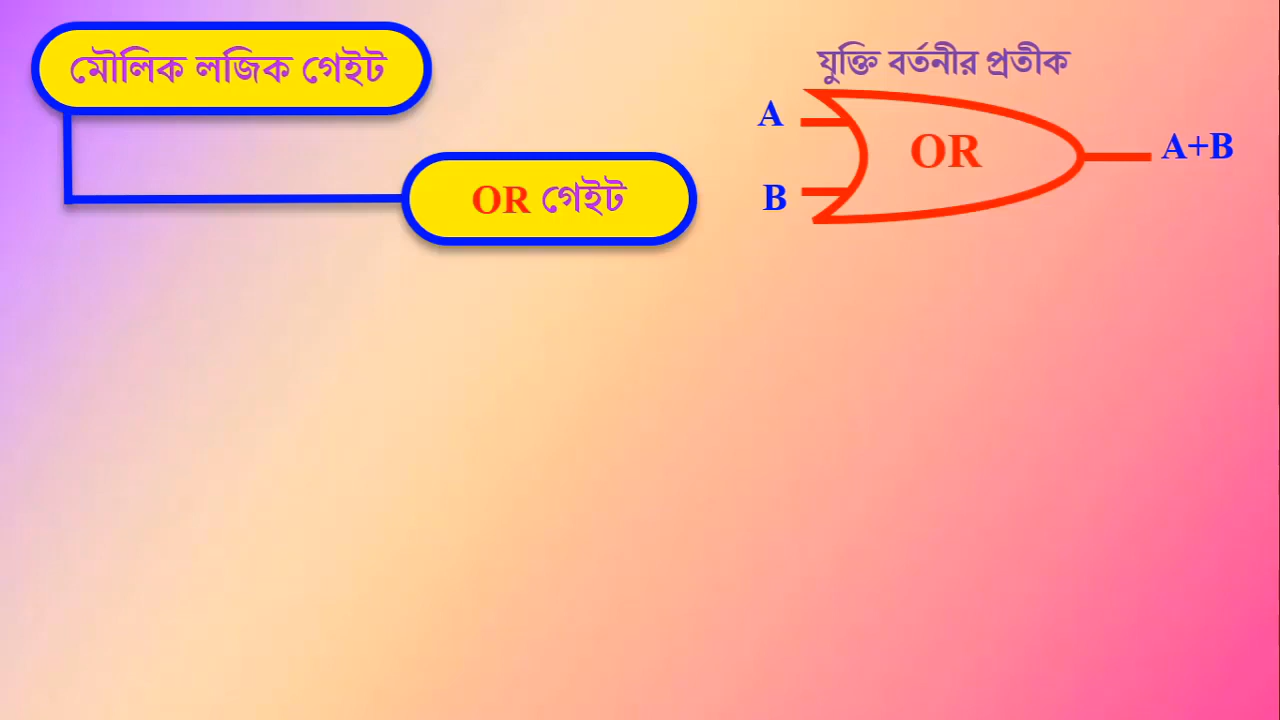 মৌলিক লজিক গেইট
OR গেইট
যুক্তি বর্তনীর প্রতীক
A
OR
A+B
B